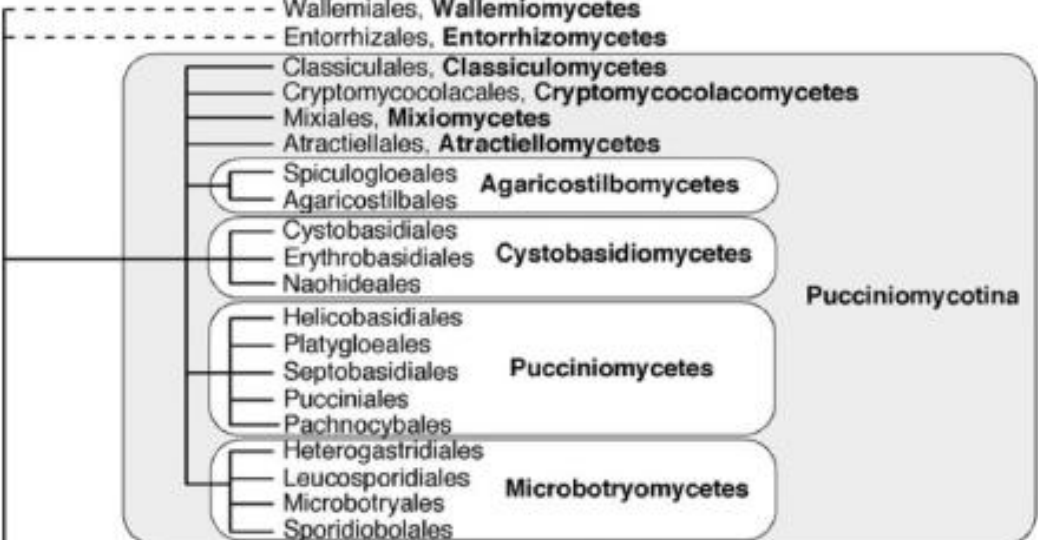 Wallemiales, Wallemiomycetes
Entorrhizales, Entorrhizomycetes
Classiculales, Classiculomycetes
Cryptomycocolacales, Cryptomycocolacomycetes
Mixiales, Mixiomycetes
Atractiellales, Atractiellomycetes
Spiculogloeales
Agaricostilbales
Agaricostilbomycetes
Cystobasidiales
Erythrobasidiales
Naohideales
Cystobasidiomycetes
Helicobasidiales
Platygloeales
Septobasidiales
Pucciniales
Pachnocybales
Pucciniomycetes
Heterogastridiales
Leucosporidiales
Microbotryales
Sporidiobolales
Microbotryomycetes
Pucciniomycotina